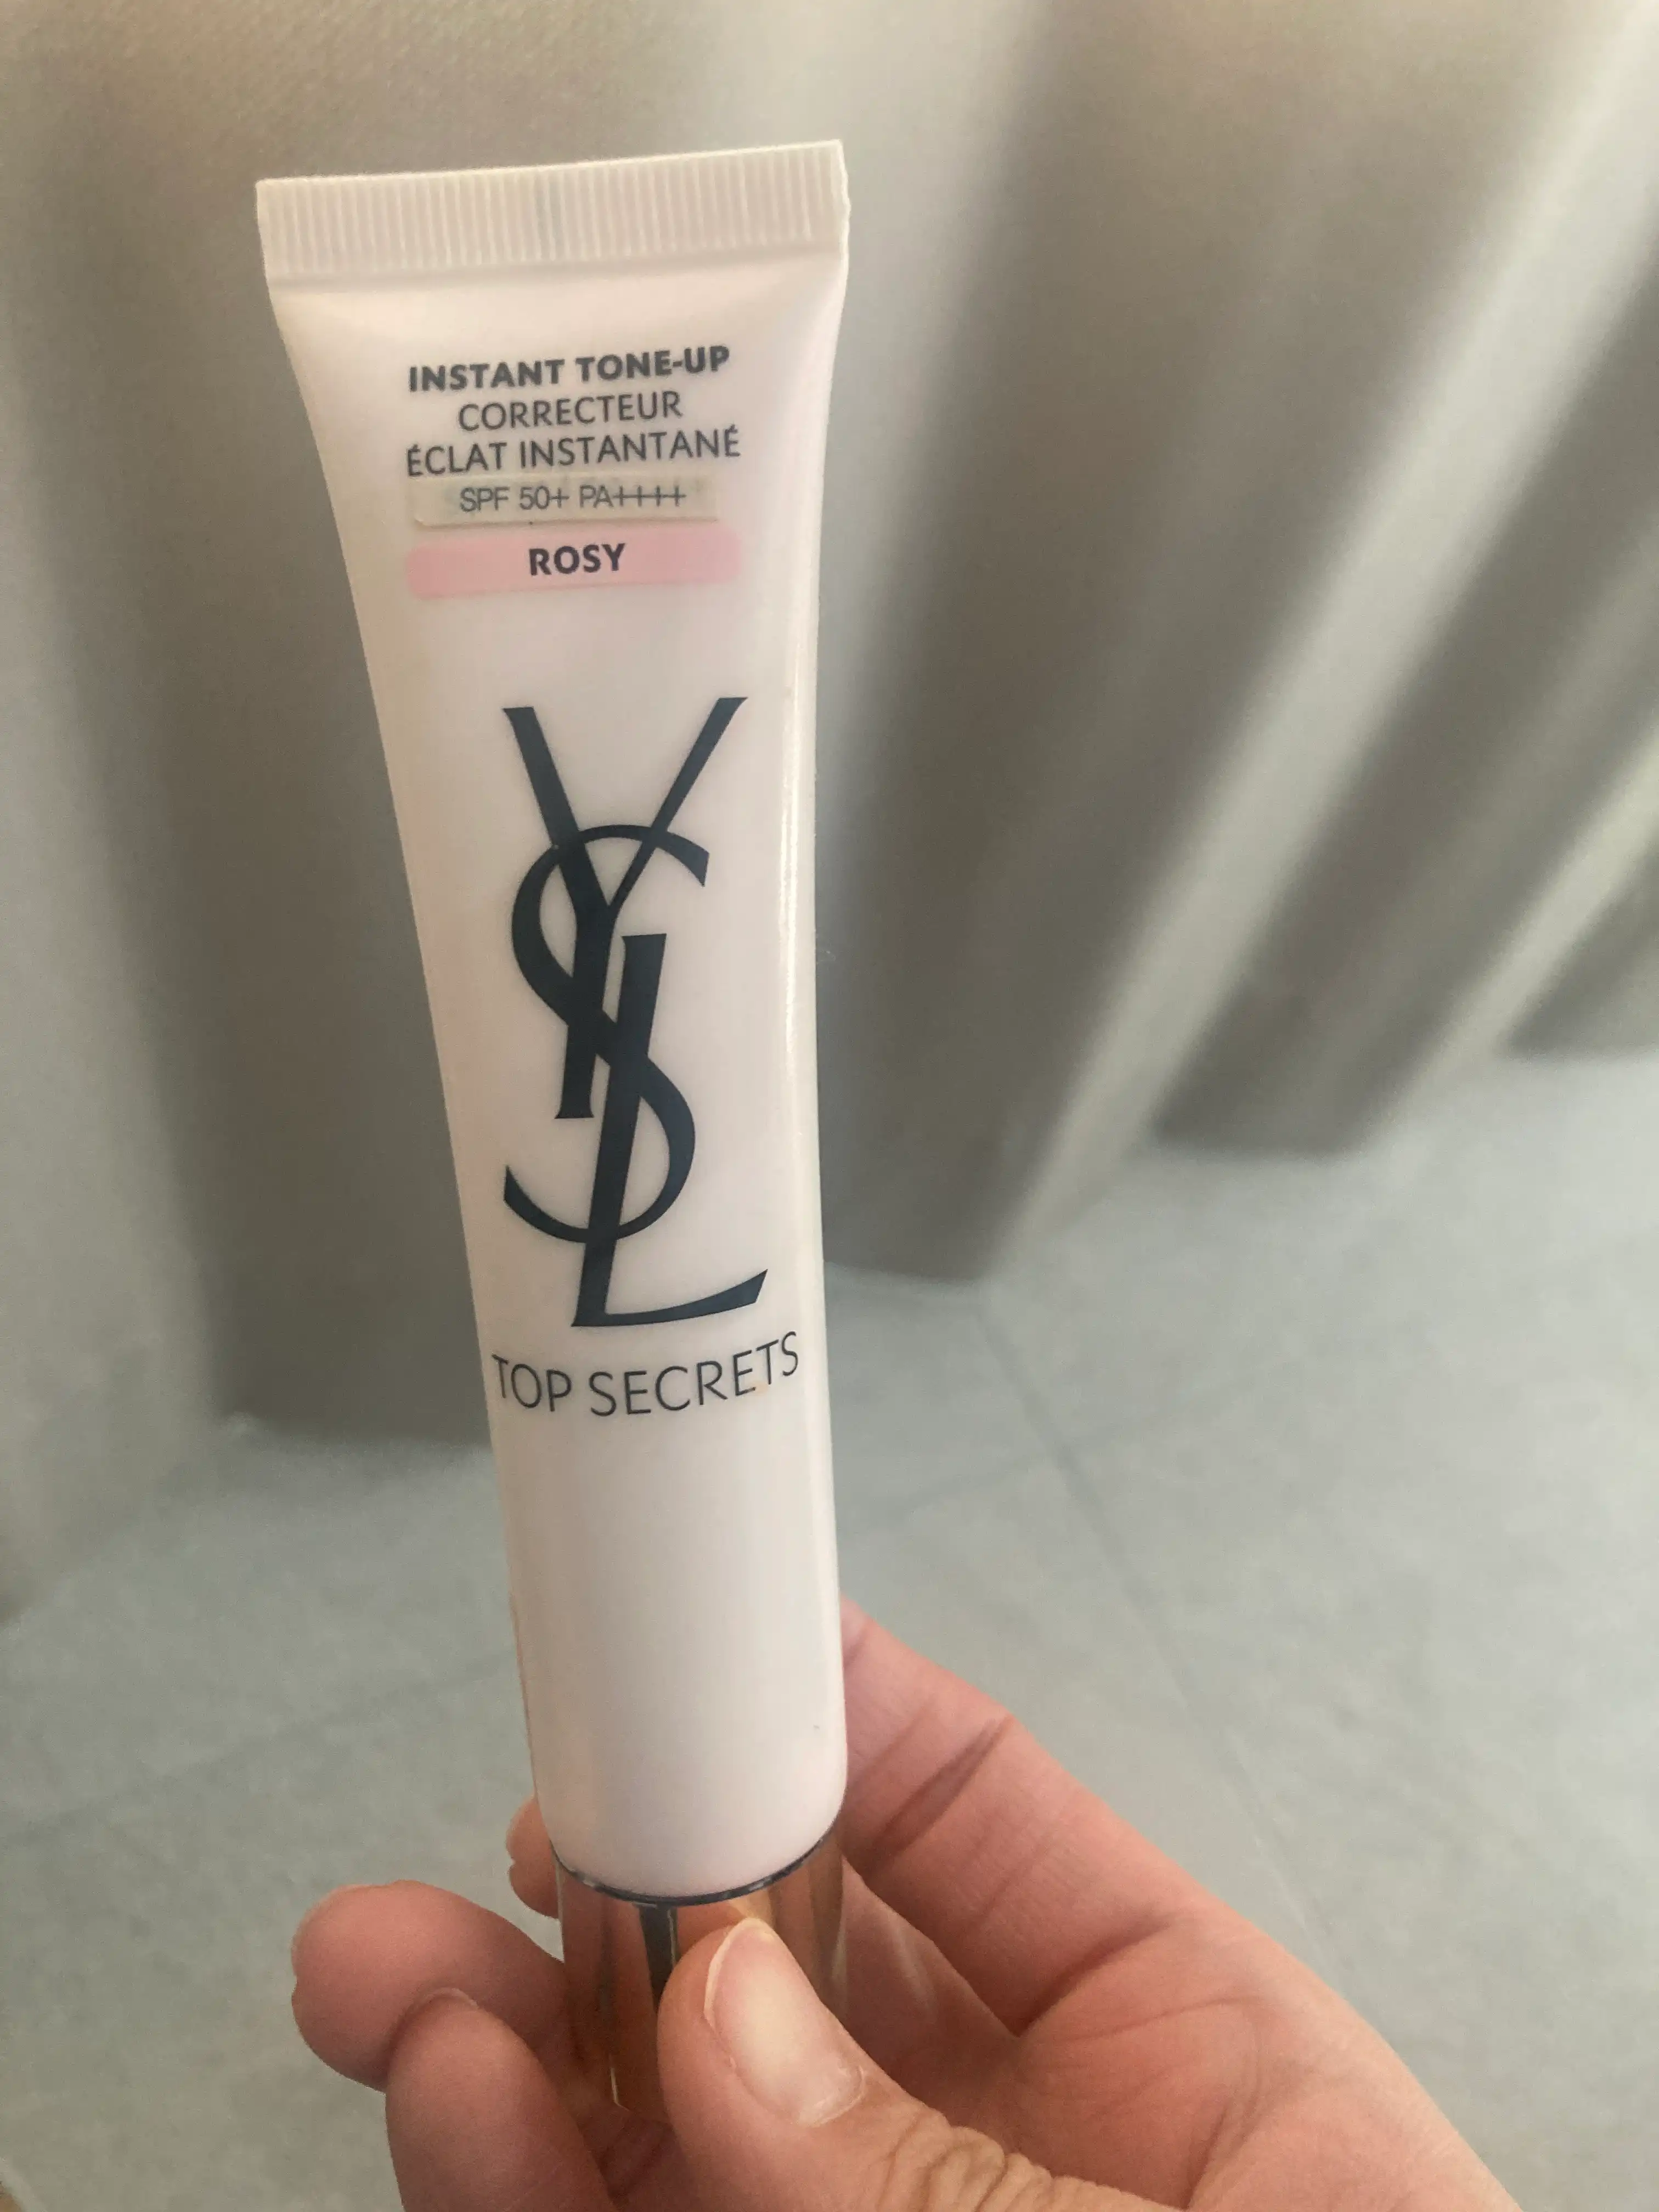 INSTANT TONE-UP
CORRECTEUR
ÉCLAT INSTANTANÉ
SPF 50+ PA++++
ROSY
YSL
TOP SECRETS